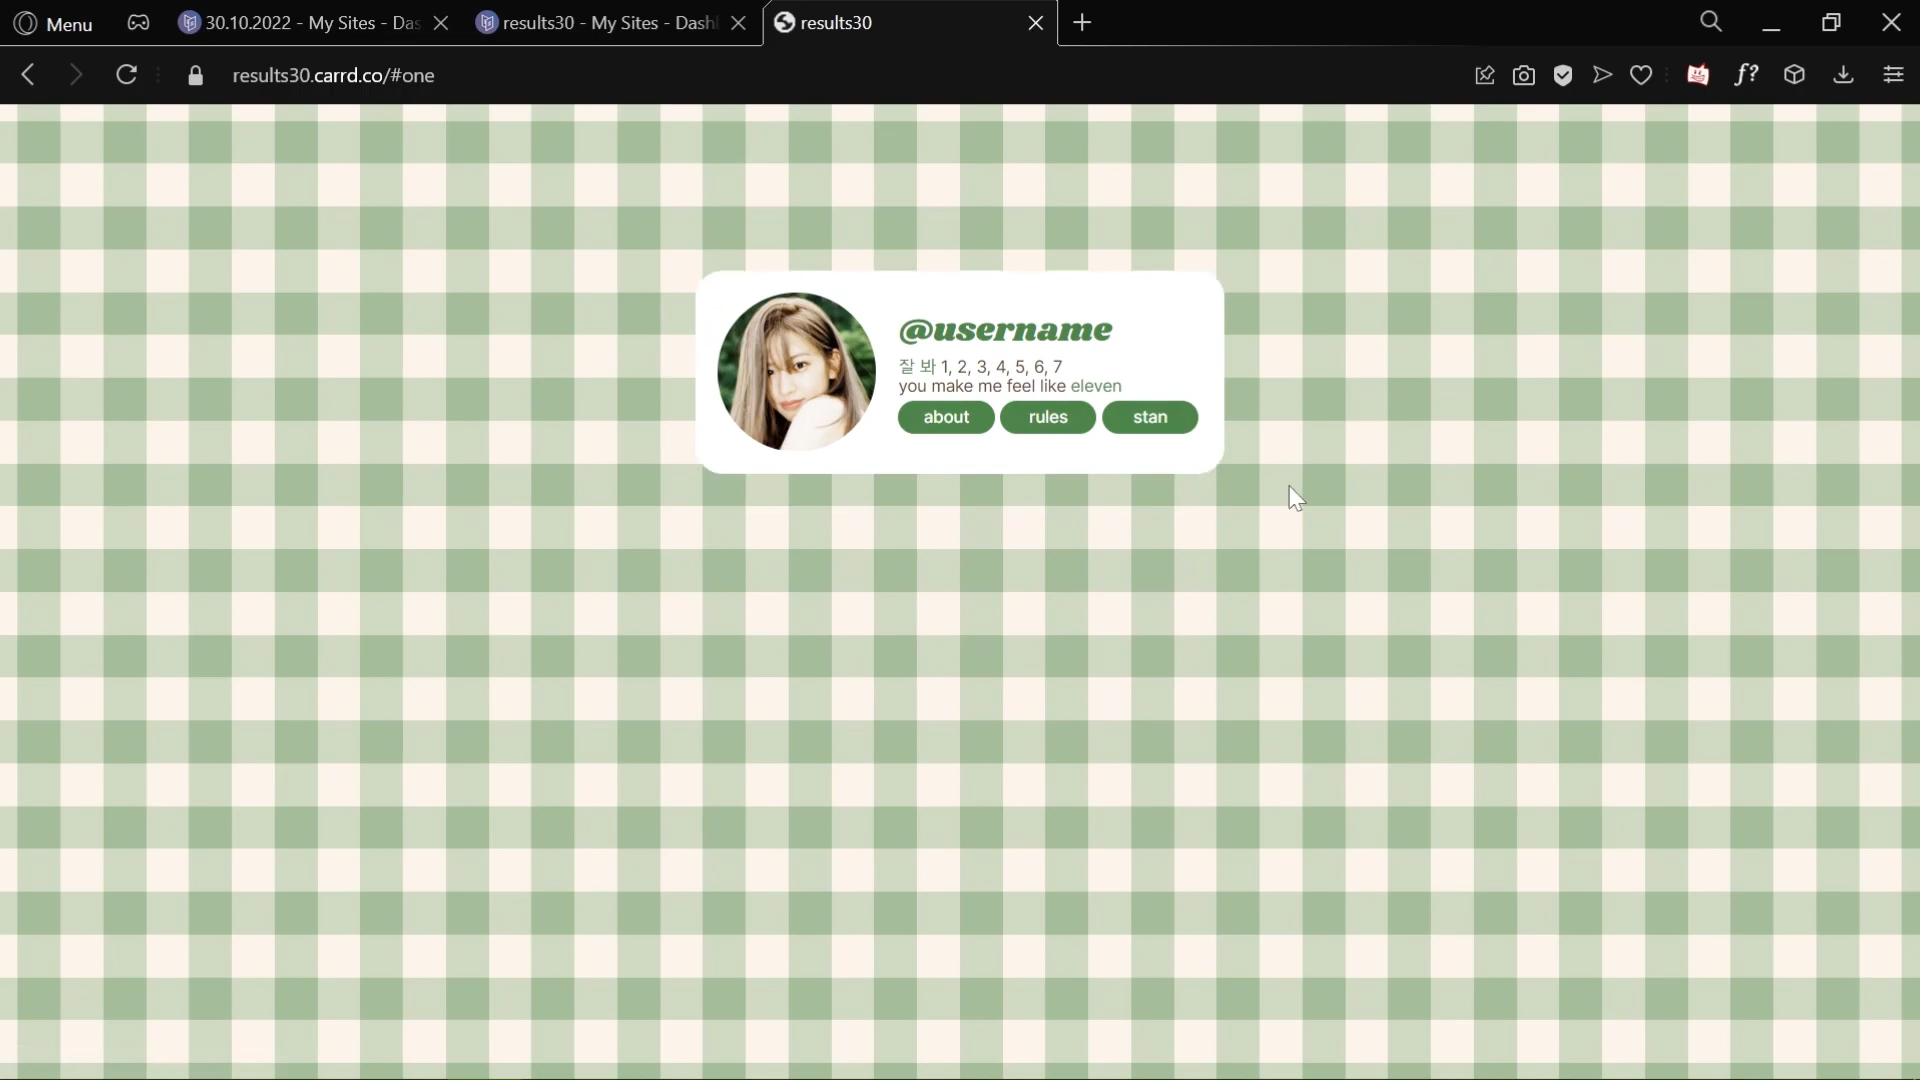 Menu
30.10.2022 - My Sites - Das
results30 - My Sites - Dash
results30
results30.carrd.co/#one
f?
@username
잘 봐 1, 2, 3, 4, 5, 6, 7
you make me feel like eleven
about rules stan